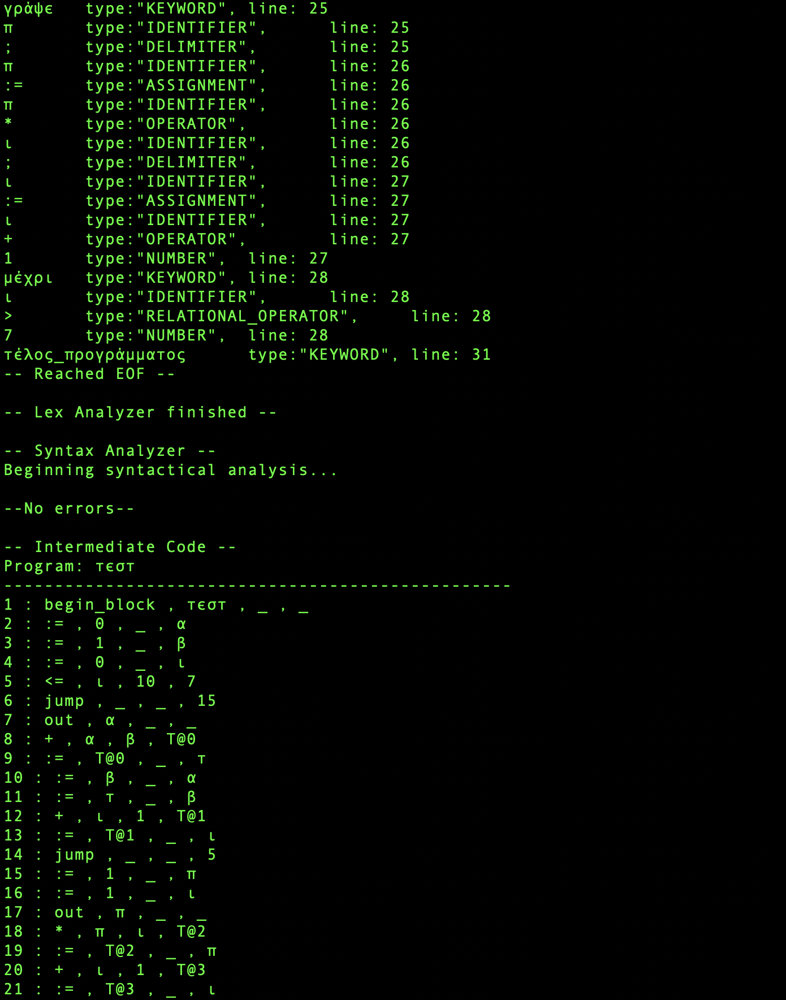 γράψε type:"KEYWORD", line: 25
π type:"IDENTIFIER", line: 25
; type:"DELIMITER", line: 25
π type:"IDENTIFIER", line: 26
:= type:"ASSIGNMENT", line: 26
π type:"IDENTIFIER", line: 26
* type:"OPERATOR", line: 26
ι type:"IDENTIFIER", line: 26
; type:"DELIMITER", line: 26
ι type:"IDENTIFIER", line: 27
:= type:"ASSIGNMENT", line: 27
ι type:"IDENTIFIER", line: 27
+ type:"OPERATOR", line: 27
1 type:"NUMBER", line: 27
μέχρι type:"KEYWORD", line: 28
ι type:"IDENTIFIER", line: 28
> type:"RELATIONAL_OPERATOR", line: 28
7 type:"NUMBER", line: 28
τέλος_προγράμματος type:"KEYWORD", line: 31
-- Reached EOF --
-- Lex Analyzer finished --
-- Syntax Analyzer --
Beginning syntactical analysis...
--No errors--
-- Intermediate Code --
Program: τεστ
--------------------------------------------------
1 : begin_block , τεστ , _ , _
2 : := , 0 , _ , α
3 : := , 1 , _ , β
4 : := , 0 , _ , ι
5 : <= , ι , 10 , 7
6 : jump , _ , _ , 15
7 : out , α , _ , _
8 : + , α , β , T@0
9 : := , T@0 , _ , τ
10 : := , β , _ , α
11 : := , τ , _ , β
12 : + , ι , 1 , T@1
13 : := , T@1 , _ , ι
14 : jump , _ , _ , 5
15 : := , 1 , _ , π
16 : := , 1 , _ , ι
17 : out , π , _ , _
18 : * , π , ι , T@2
19 : := , T@2 , _ , π
20 : + , ι , 1 , T@3
21 : := , T@3 , _ , ι